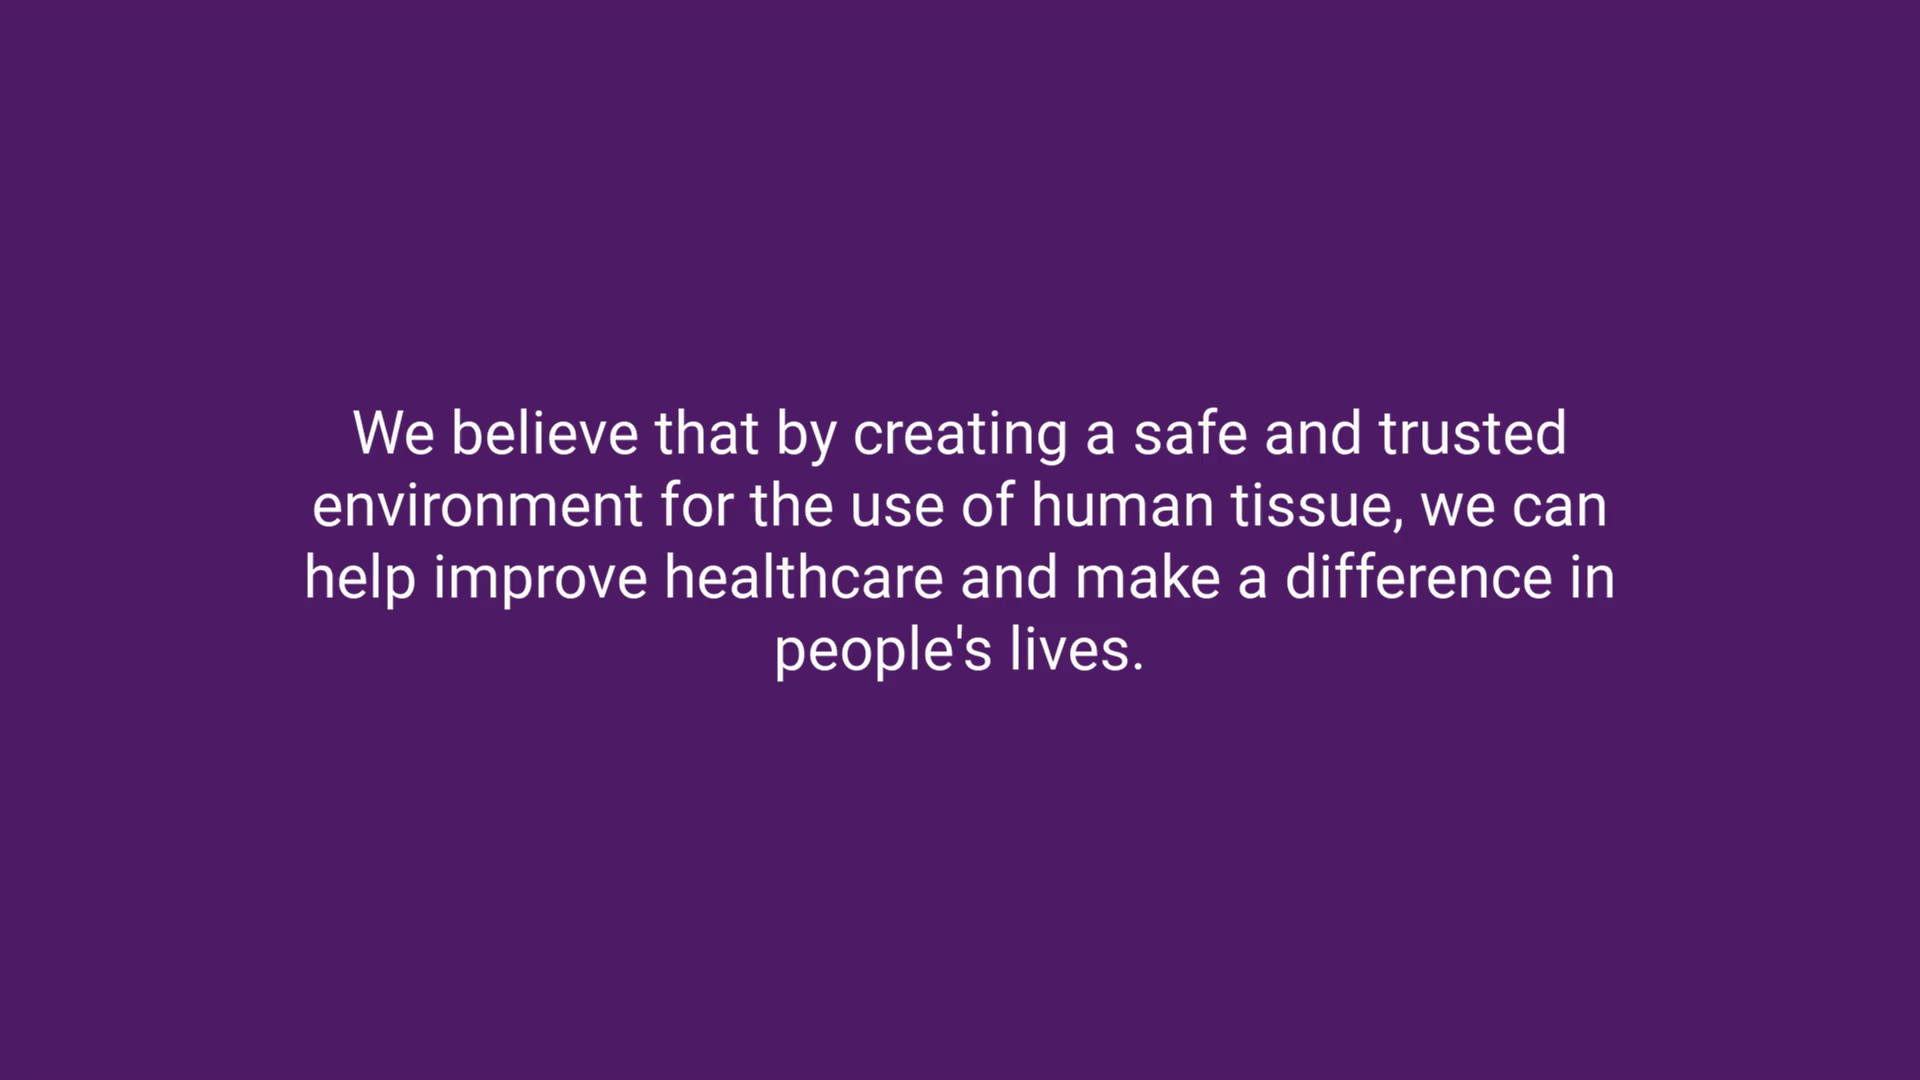 We believe that by creating a safe and trusted
environment for the use of human tissue, we can
help improve healthcare and make a difference in
people's lives.